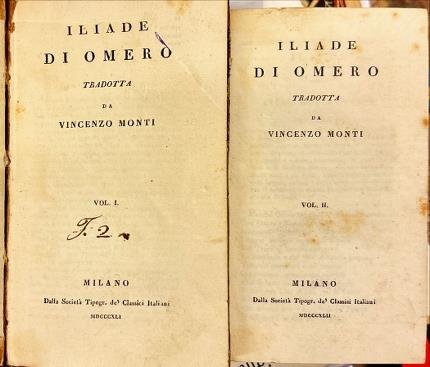 ILIADE
DI OMERO
TRADOTTA
DA
VINCENZO MONTI
VOL. I.
T. 2
MILANO
Dalla Società Tipogr. de' Classici Italiani
MDCCCXLI
ILIADE
DI OMERO
TRADOTTA
DA
VINCENZO MONTI
VOL. II.
MILANO
Dalla Società Tipogr. de' Classici Italiani
MDCCCXLI